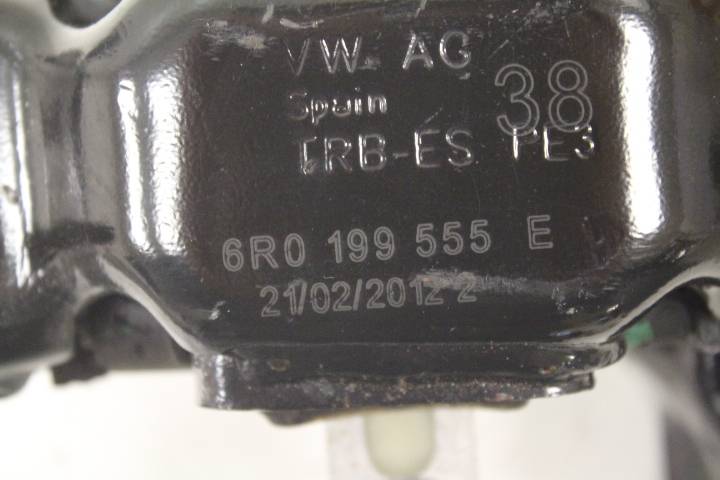 VW AG
Spain 38
TRB-ES PE3
6R0 199 555 E
21/02/2012 2